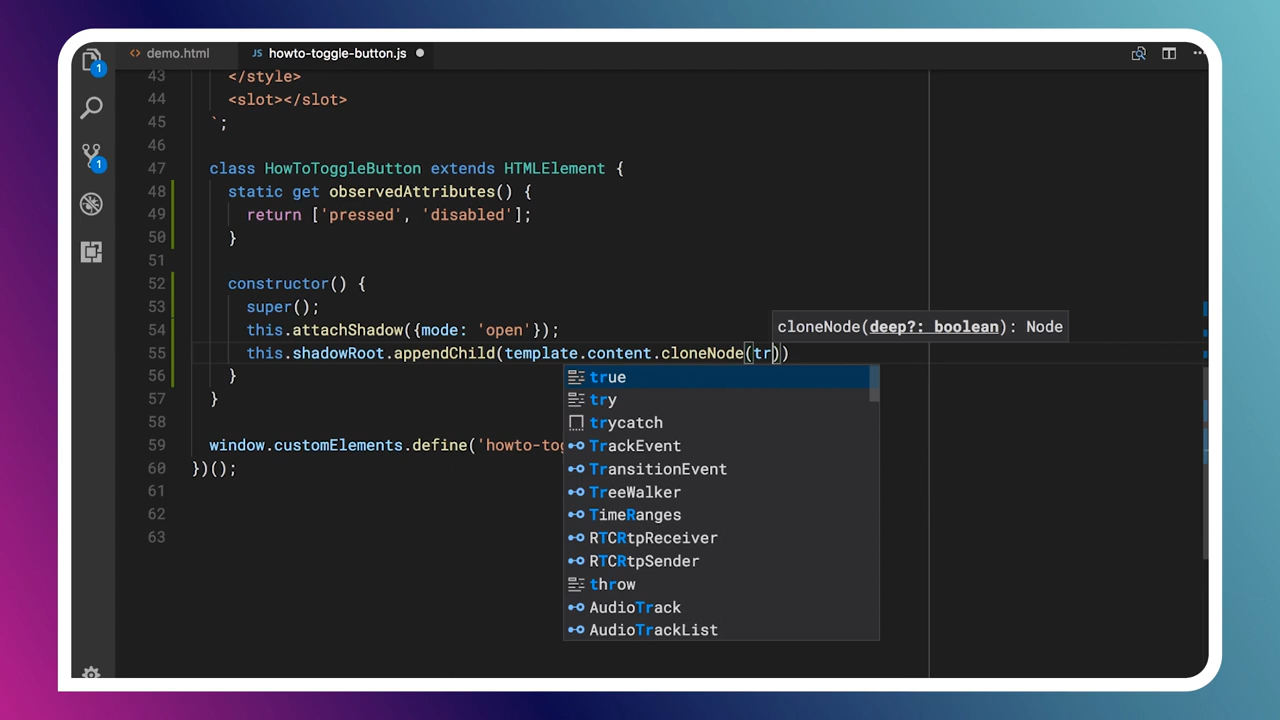 demo.html
JS howto-toggle-button.js
1
1
43 </style>
44 <slot></slot>
45 `;
46
47 class HowToToggleButton extends HTMLElement {
48 static get observedAttributes() {
49 return ['pressed', 'disabled'];
50 }
51
52 constructor() {
53 super();
54 this.attachShadow({mode: 'open'});
cloneNode(deep?: boolean): Node
55 this.shadowRoot.appendChild(template.content.cloneNode(tr))
56 }
57 }
58
59 window.customElements.define('howto-tog
60 })();
61
62
63
true
try
trycatch
TrackEvent
TransitionEvent
TreeWalker
TimeRanges
RTCRtpReceiver
RTCRtpSender
throw
AudioTrack
AudioTrackList